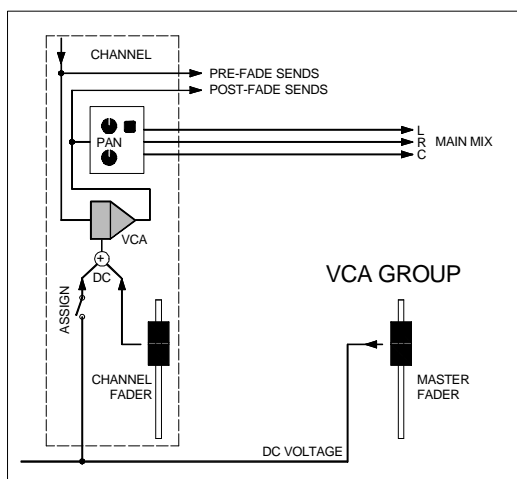 CHANNEL
PRE-FADE SENDS
POST-FADE SENDS
PAN
L
R
C
MAIN MIX
VCA
+
DC
ASSIGN
VCA GROUP
CHANNEL
FADER
MASTER
FADER
DC VOLTAGE